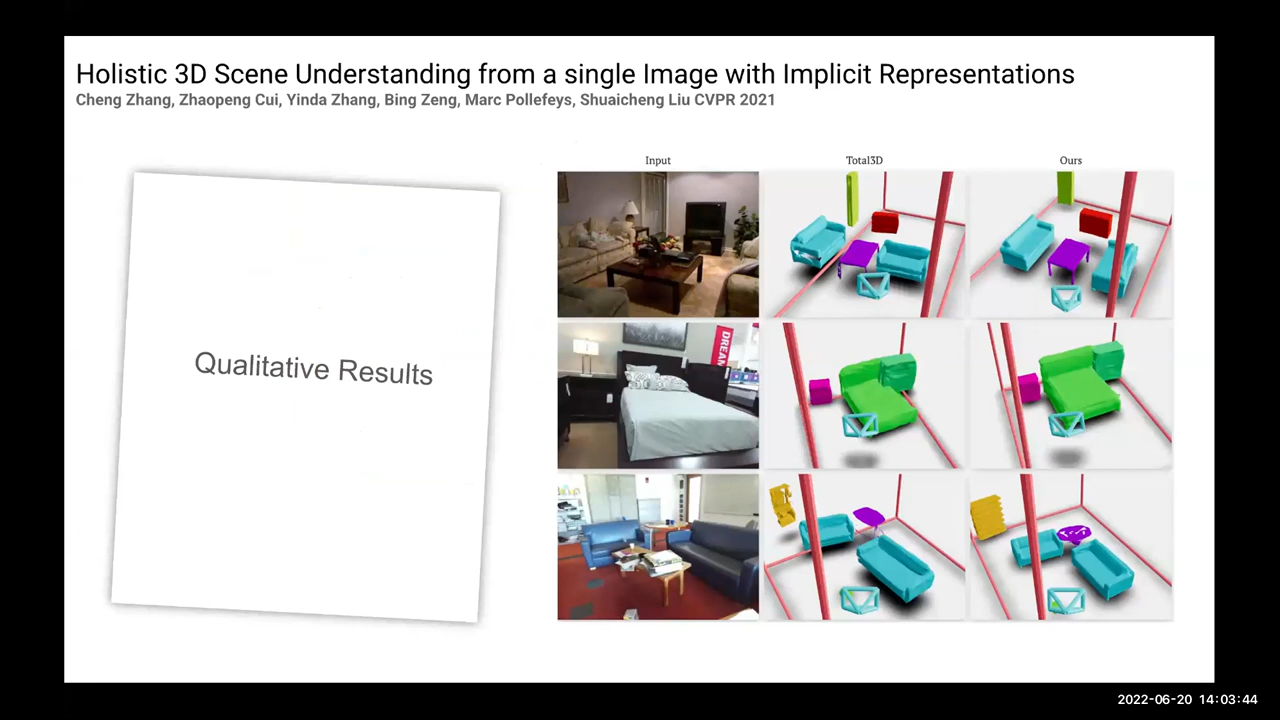 Holistic 3D Scene Understanding from a single Image with Implicit Representations
Cheng Zhang, Zhaopeng Cui, Yinda Zhang, Bing Zeng, Marc Pollefeys, Shuaicheng Liu CVPR 2021
Input
Total3D
Ours
DREAM
Qualitative Results
2022-06-20 14:03:44